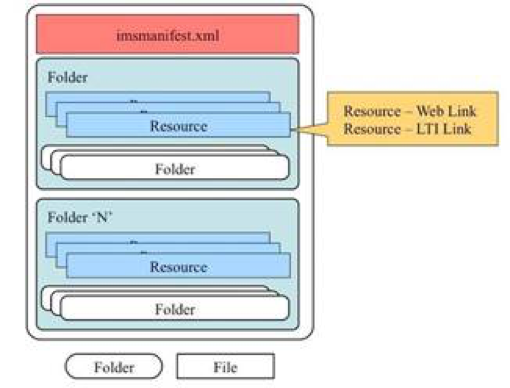 imsmanifest.xml
Folder
Resource
Resource – Web Link
Resource – LTI Link
Folder
Folder ‘N’
Resource
Folder
Folder
File